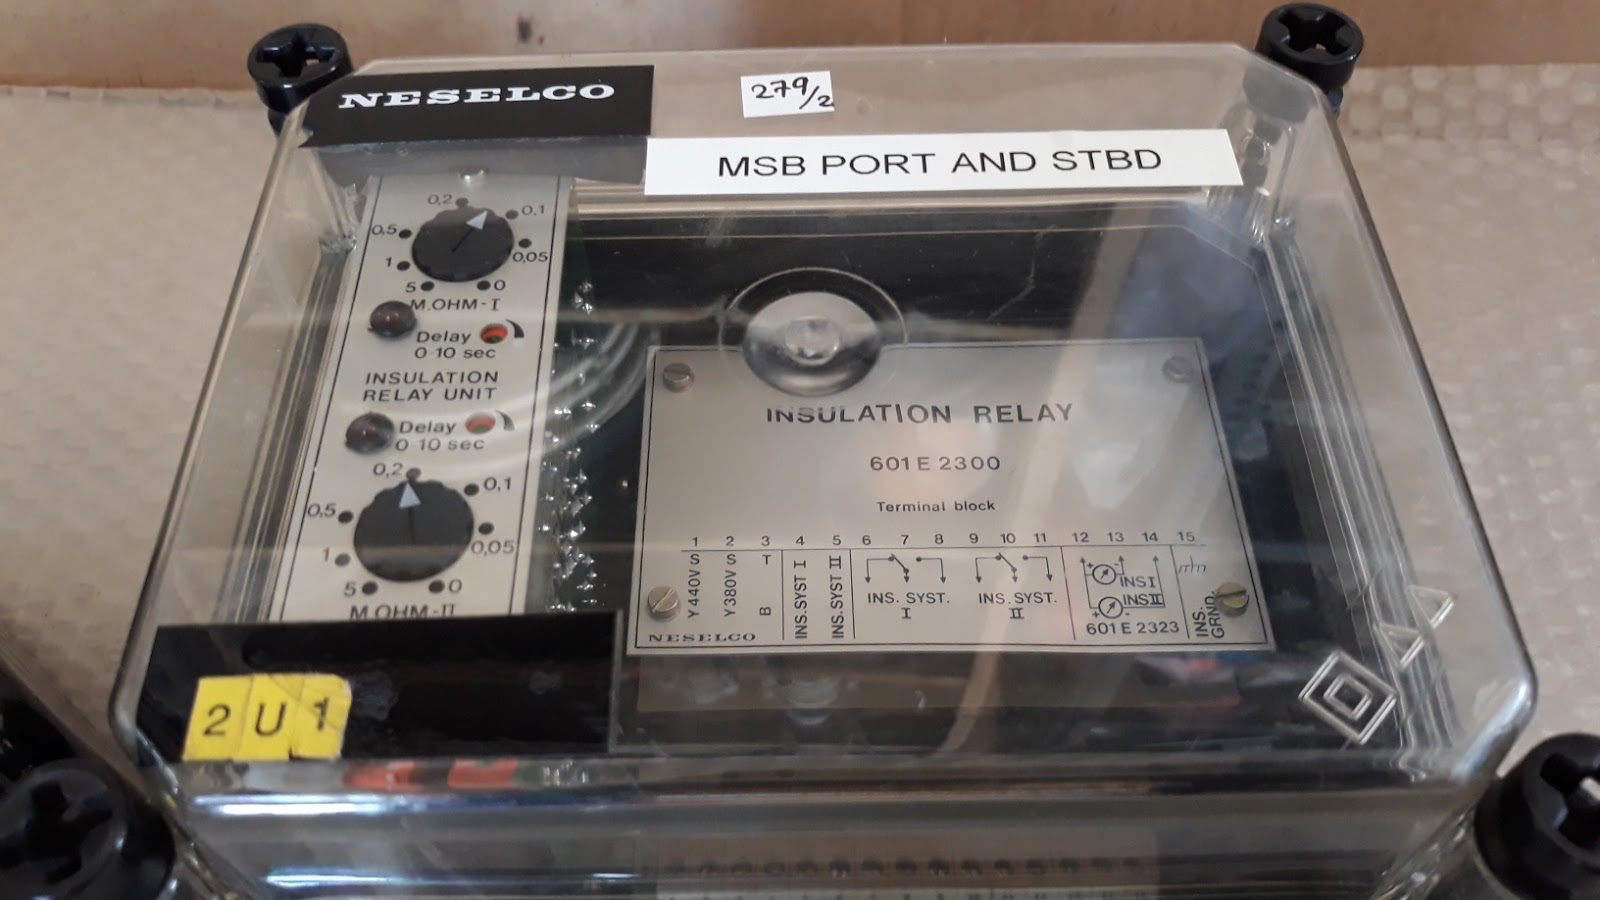 NESELCO
279/2
MSB PORT AND STBD
0,2
0,1
0,5
0,05
1
5
0
M.OHM-I
Delay
0-10 sec
INSULATION
RELAY UNIT
Delay
0-10 sec
0,2
0,1
0,5
0,05
1
5
0
M.OHM-II
INSULATION RELAY
601 E 2300
Terminal block
1 2 3 4 5 6 7 8 9 10 11 12 13 14 15
Y 440V S
Y 380V S
T
B
INS. SYST I
INS. SYST II
INS. SYST.
I
INS. SYST.
II
+ -
INS I
INS II
+ -
601 E 2323
INS.
GRND.
NESELCO
2 U 1